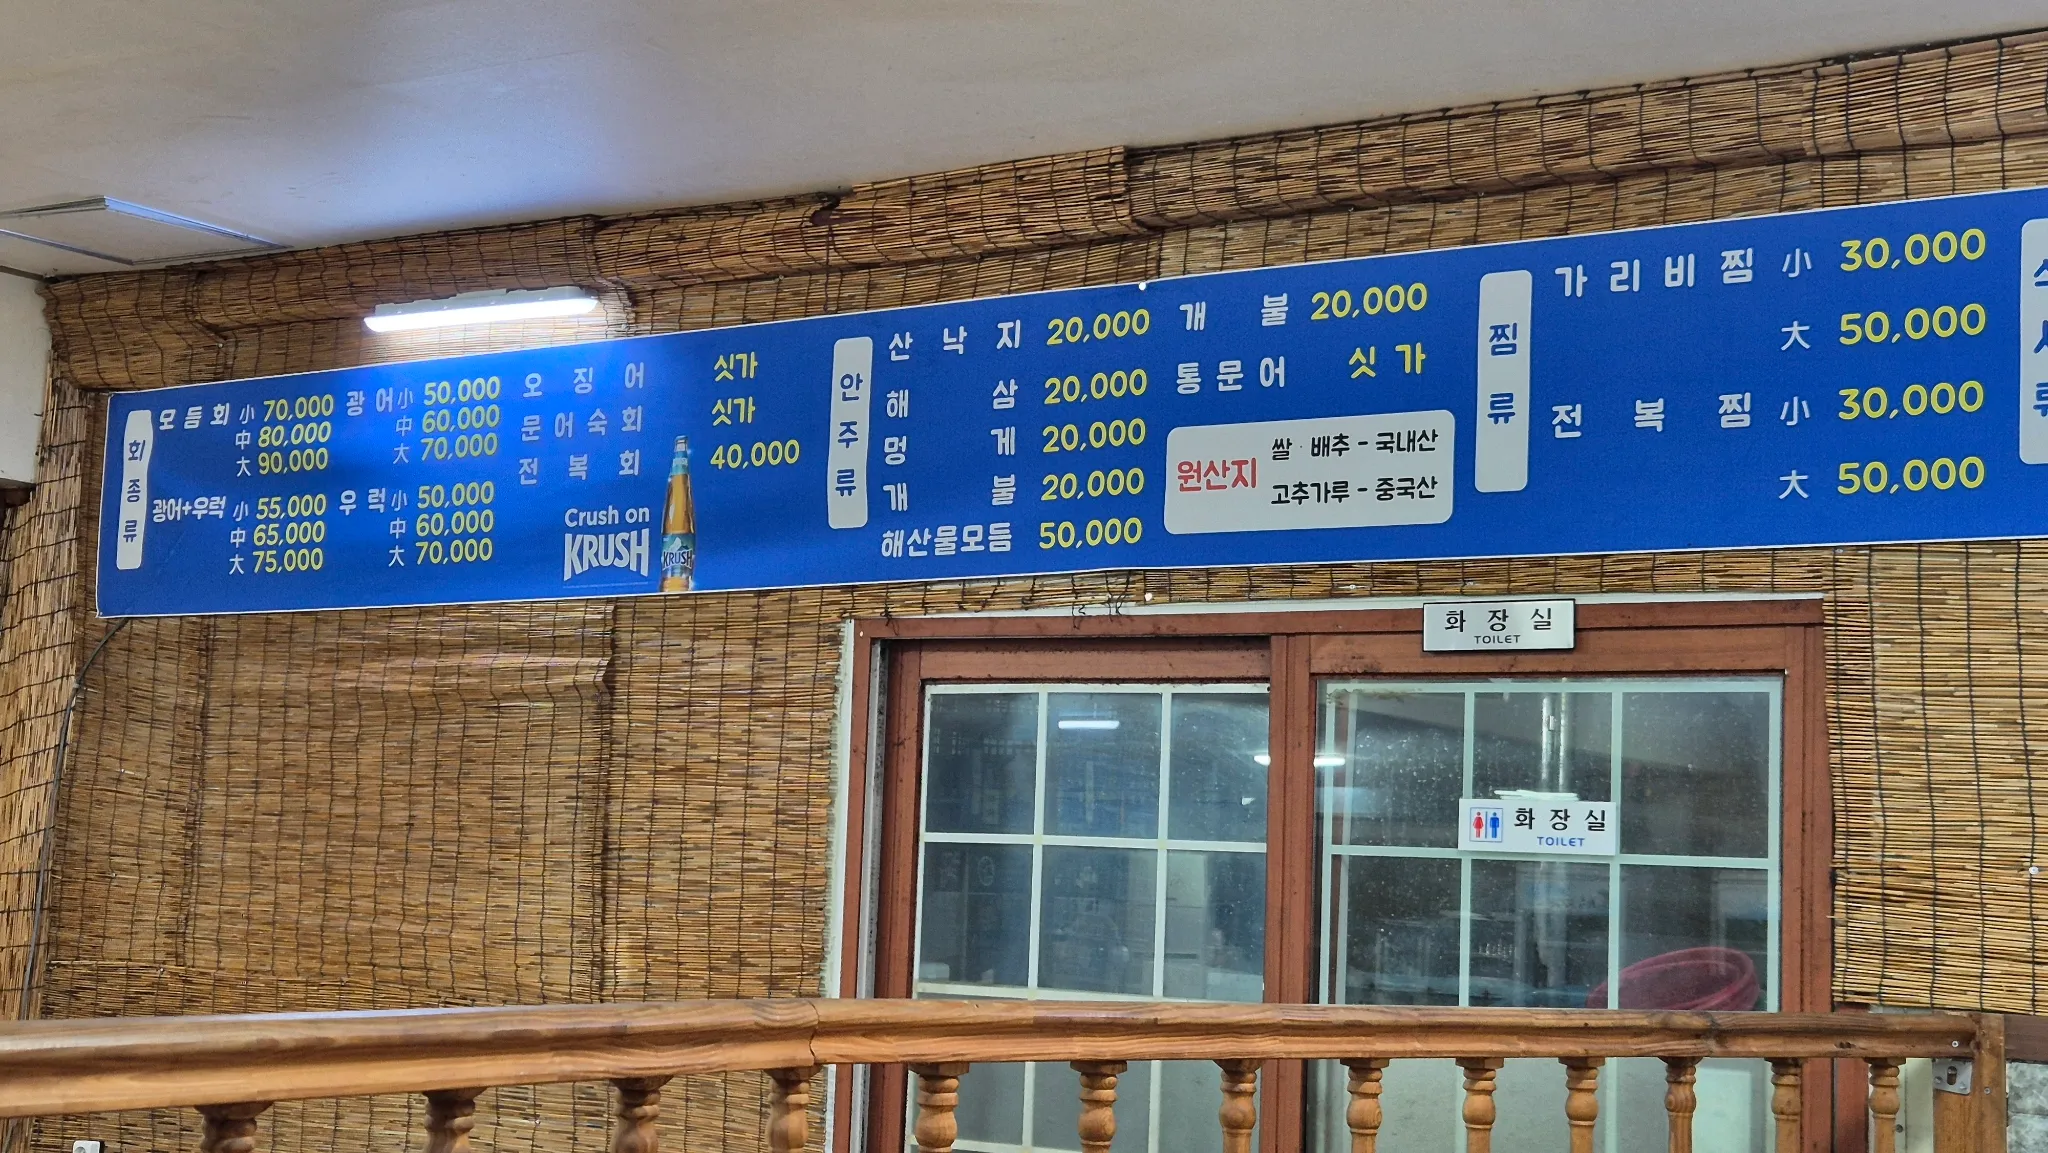 회종류
모듬회 小 70,000
中 80,000
大 90,000
광어+우럭 小 55,000
中 65,000
大 75,000
광어 小 50,000
中 60,000
大 70,000
우럭 小 50,000
中 60,000
大 70,000
오징어 싯가
문어숙회 싯가
전복회 40,000
Crush on
KRUSH
KRUSH
안주류
산낙지 20,000
해삼 20,000
멍게 20,000
개불 20,000
해산물모듬 50,000
개불 20,000
통문어 싯가
원산지
쌀·배추 - 국내산
고추가루 - 중국산
찜류
가리비찜 小 30,000
大 50,000
전복찜 小 30,000
大 50,000
화장실
TOILET
화장실
TOILET